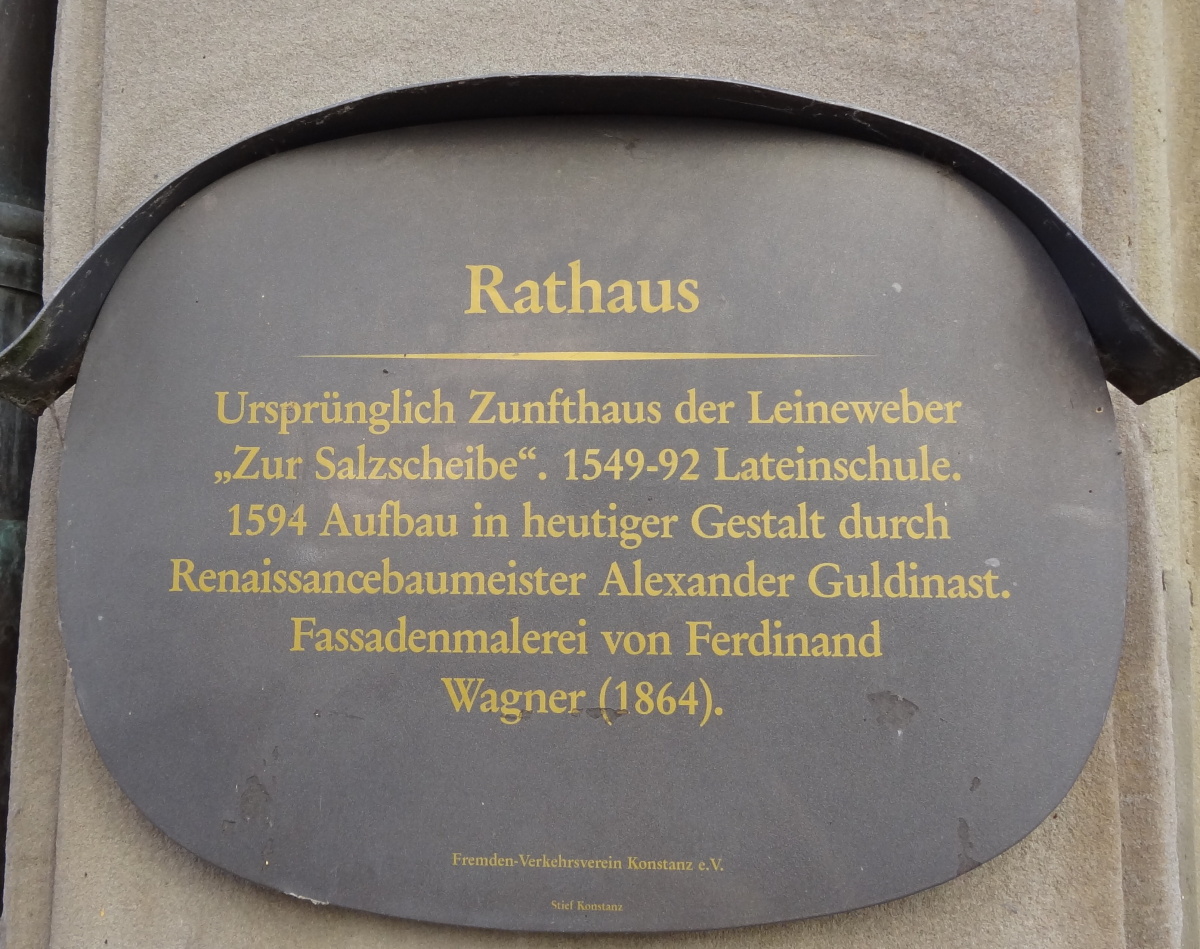 Rathaus
Ursprünglich Zunfthaus der Leineweber
„Zur Salzscheibe“. 1549-92 Lateinschule.
1594 Aufbau in heutiger Gestalt durch
Renaissancebaumeister Alexander Guldinast.
Fassadenmalerei von Ferdinand
Wagner (1864).
Fremden-Verkehrsverein Konstanz e.V.
Stief Konstanz